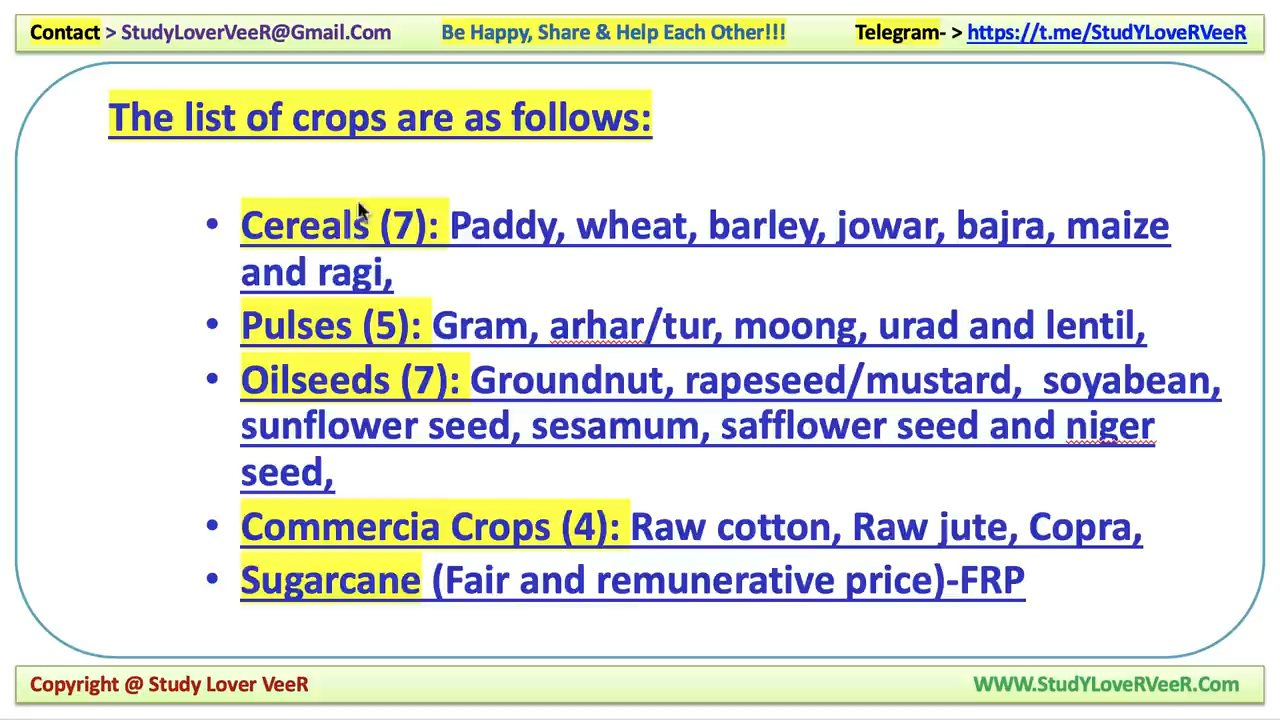 Contact > StudyLoverVeeR@Gmail.Com Be Happy, Share & Help Each Other!!! Telegram- > https://t.me/StudYLoveRVeeR
The list of crops are as follows:
• Cereals (7): Paddy, wheat, barley, jowar, bajra, maize
and ragi,
• Pulses (5): Gram, arhar/tur, moong, urad and lentil,
• Oilseeds (7): Groundnut, rapeseed/mustard, soyabean,
sunflower seed, sesamum, safflower seed and niger
seed,
• Commercia Crops (4): Raw cotton, Raw jute, Copra,
• Sugarcane (Fair and remunerative price)-FRP
Copyright @ Study Lover VeeR WWW.StudYLoveRVeeR.Com